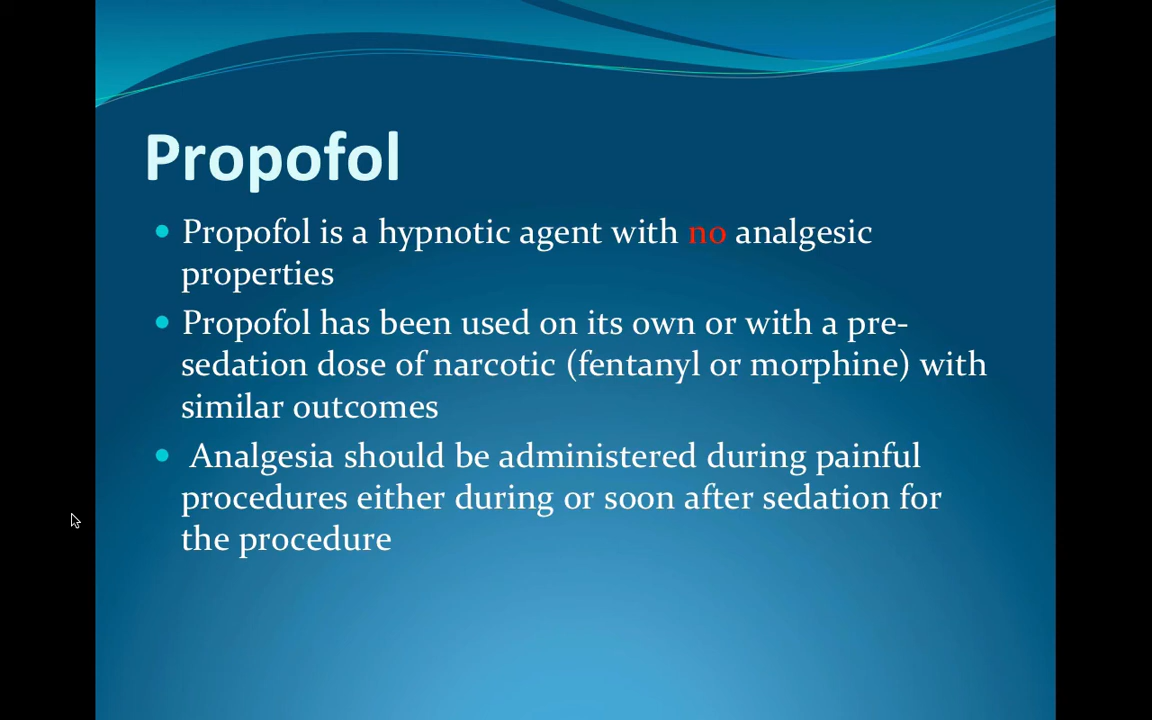 Propofol
• Propofol is a hypnotic agent with no analgesic
properties
• Propofol has been used on its own or with a pre-
sedation dose of narcotic (fentanyl or morphine) with
similar outcomes
• Analgesia should be administered during painful
procedures either during or soon after sedation for
the procedure